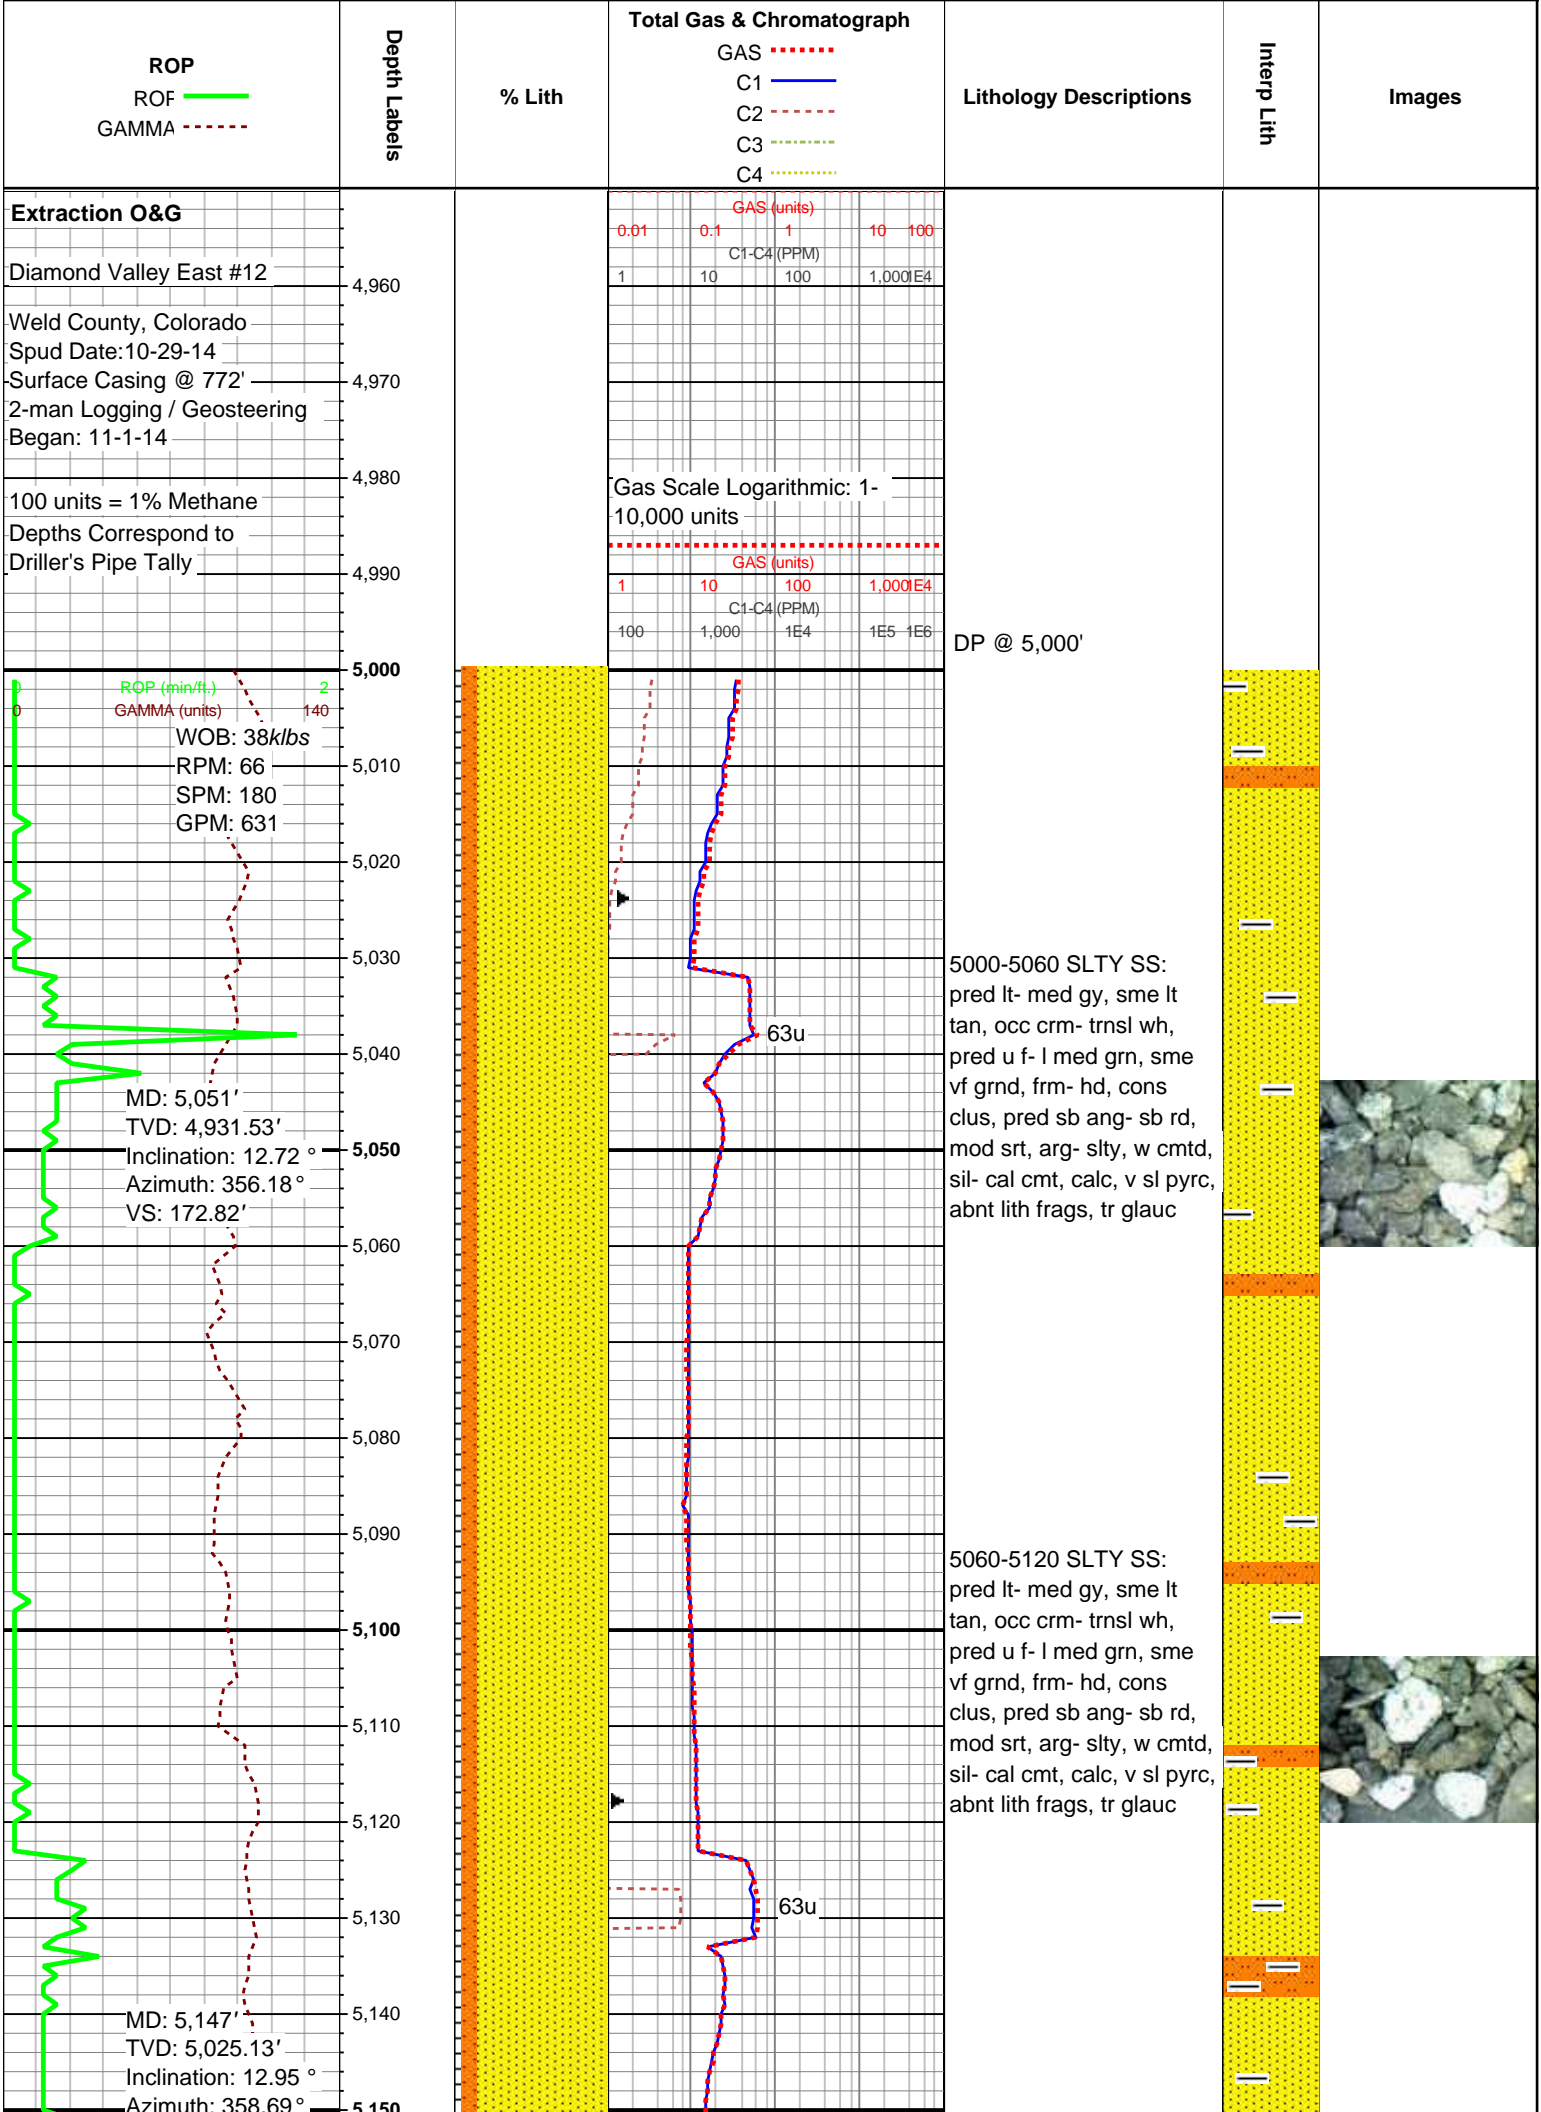 ROP
ROP
GAMMA
Depth Labels
% Lith
Total Gas & Chromatograph
GAS
C1
C2
C3
C4
Lithology Descriptions
Interp Lith
Images
Extraction O&G
Diamond Valley East #12
Weld County, Colorado
Spud Date:10-29-14
Surface Casing @ 772'
2-man Logging / Geosteering
Began: 11-1-14
100 units = 1% Methane
Depths Correspond to
Driller's Pipe Tally
GAS (units)
0.01 0.1 1 10 100
C1-C4 (PPM)
1 10 100 1,000 1E4
Gas Scale Logarithmic: 1-
10,000 units
GAS (units)
1 10 100 1,000 1E4
C1-C4 (PPM)
100 1,000 1E4 1E5 1E6
DP @ 5,000'
4,960
4,970
4,980
4,990
5,000
0 ROP (min/ft.) 2
0 GAMMA (units) 140
WOB: 38klbs
RPM: 66
SPM: 180
GPM: 631
5,010
5,020
5,030
5,040
63u
MD: 5,051'
TVD: 4,931.53'
Inclination: 12.72 °
Azimuth: 356.18°
VS: 172.82'
5,050
5,060
5000-5060 SLTY SS:
pred lt- med gy, sme lt
tan, occ crm- trnsl wh,
pred u f- l med grn, sme
vf grnd, frm- hd, cons
clus, pred sb ang- sb rd,
mod srt, arg- slty, w cmtd,
sil- cal cmt, calc, v sl pyrc,
abnt lith frags, tr glauc
5,070
5,080
5,090
5,100
5,110
5,120
5060-5120 SLTY SS:
pred lt- med gy, sme lt
tan, occ crm- trnsl wh,
pred u f- l med grn, sme
vf grnd, frm- hd, cons
clus, pred sb ang- sb rd,
mod srt, arg- slty, w cmtd,
sil- cal cmt, calc, v sl pyrc,
abnt lith frags, tr glauc
5,130
63u
5,140
MD: 5,147'
TVD: 5,025.13'
Inclination: 12.95 °
Azimuth: 358.69°
5,150